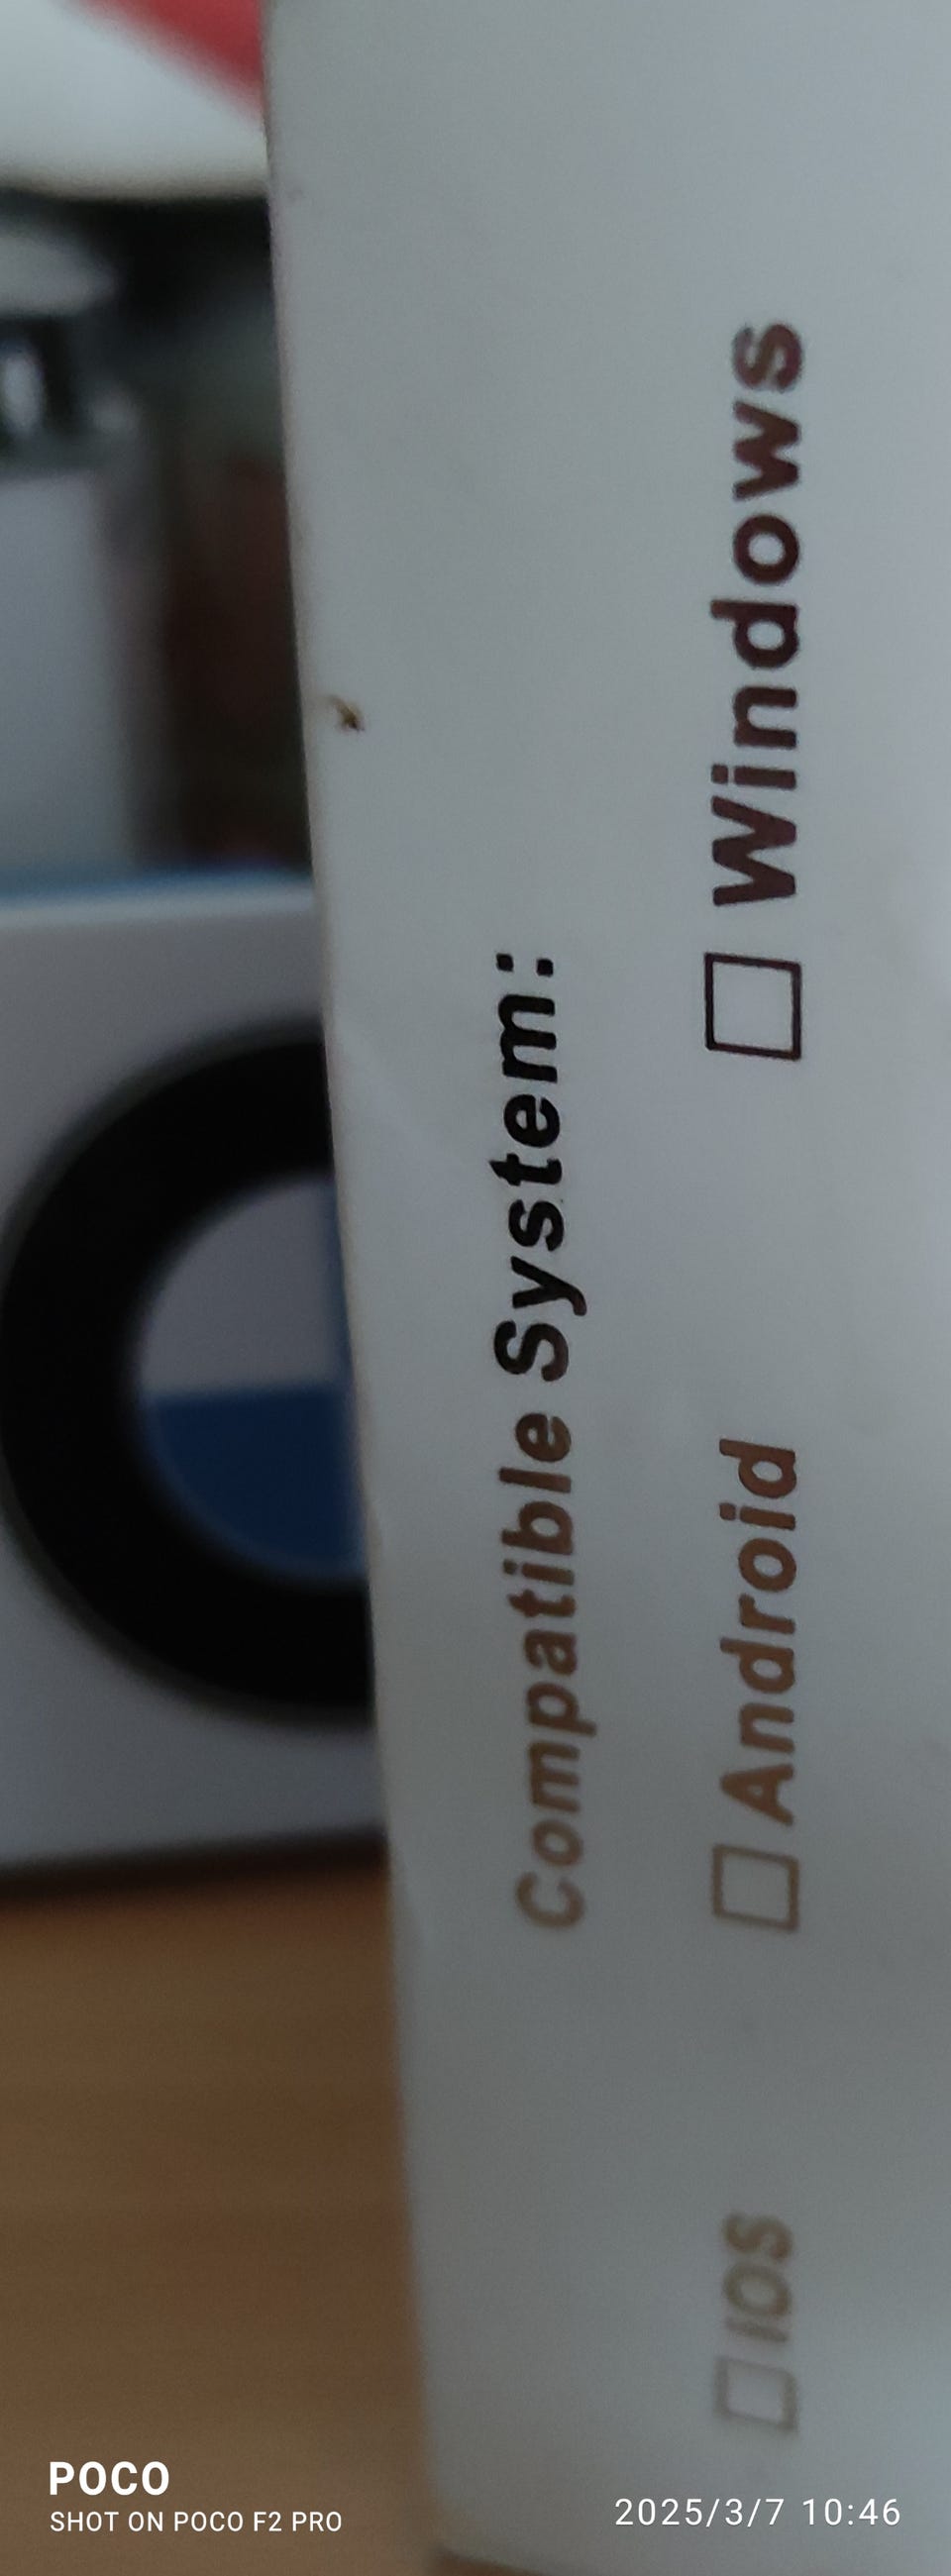 Compatible System:
□ IOS □ Android □ Windows
POCO
SHOT ON POCO F2 PRO
2025/3/7 10:46